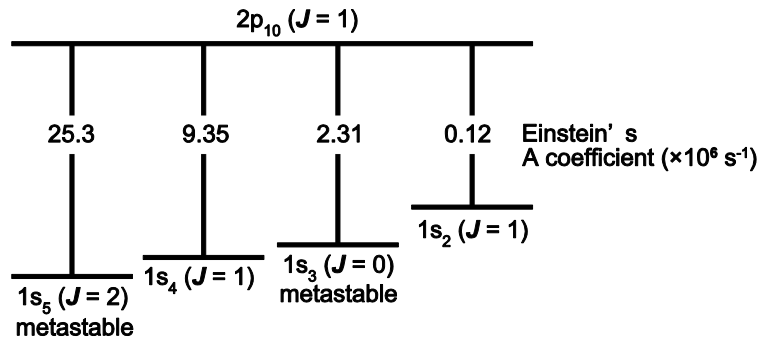 2p₁₀ (J = 1)
25.3 9.35 2.31 0.12 Einstein's
A coefficient (×10⁶ s⁻¹)
1s₂ (J = 1)
1s₃ (J = 0)
metastable
1s₄ (J = 1)
1s₅ (J = 2)
metastable